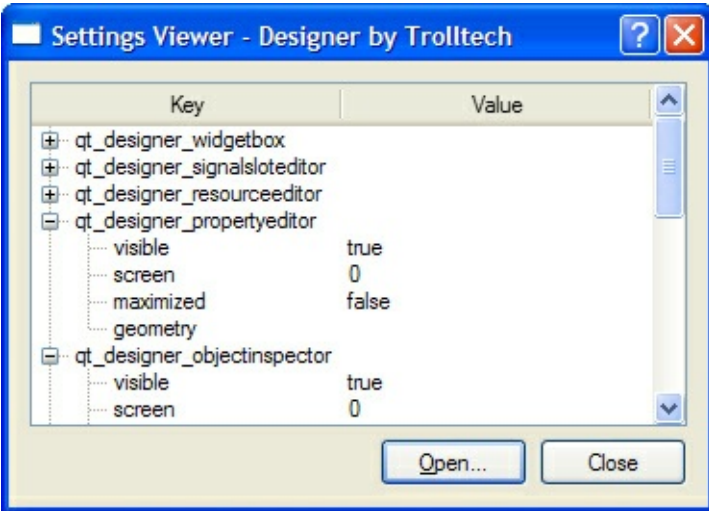 Settings Viewer - Designer by Trolltech
Key Value
qt_designer_widgetbox
qt_designer_signalsloteditor
qt_designer_resourceeditor
qt_designer_propertyeditor
visible true
screen 0
maximized false
geometry
qt_designer_objectinspector
visible true
screen 0
Open... Close